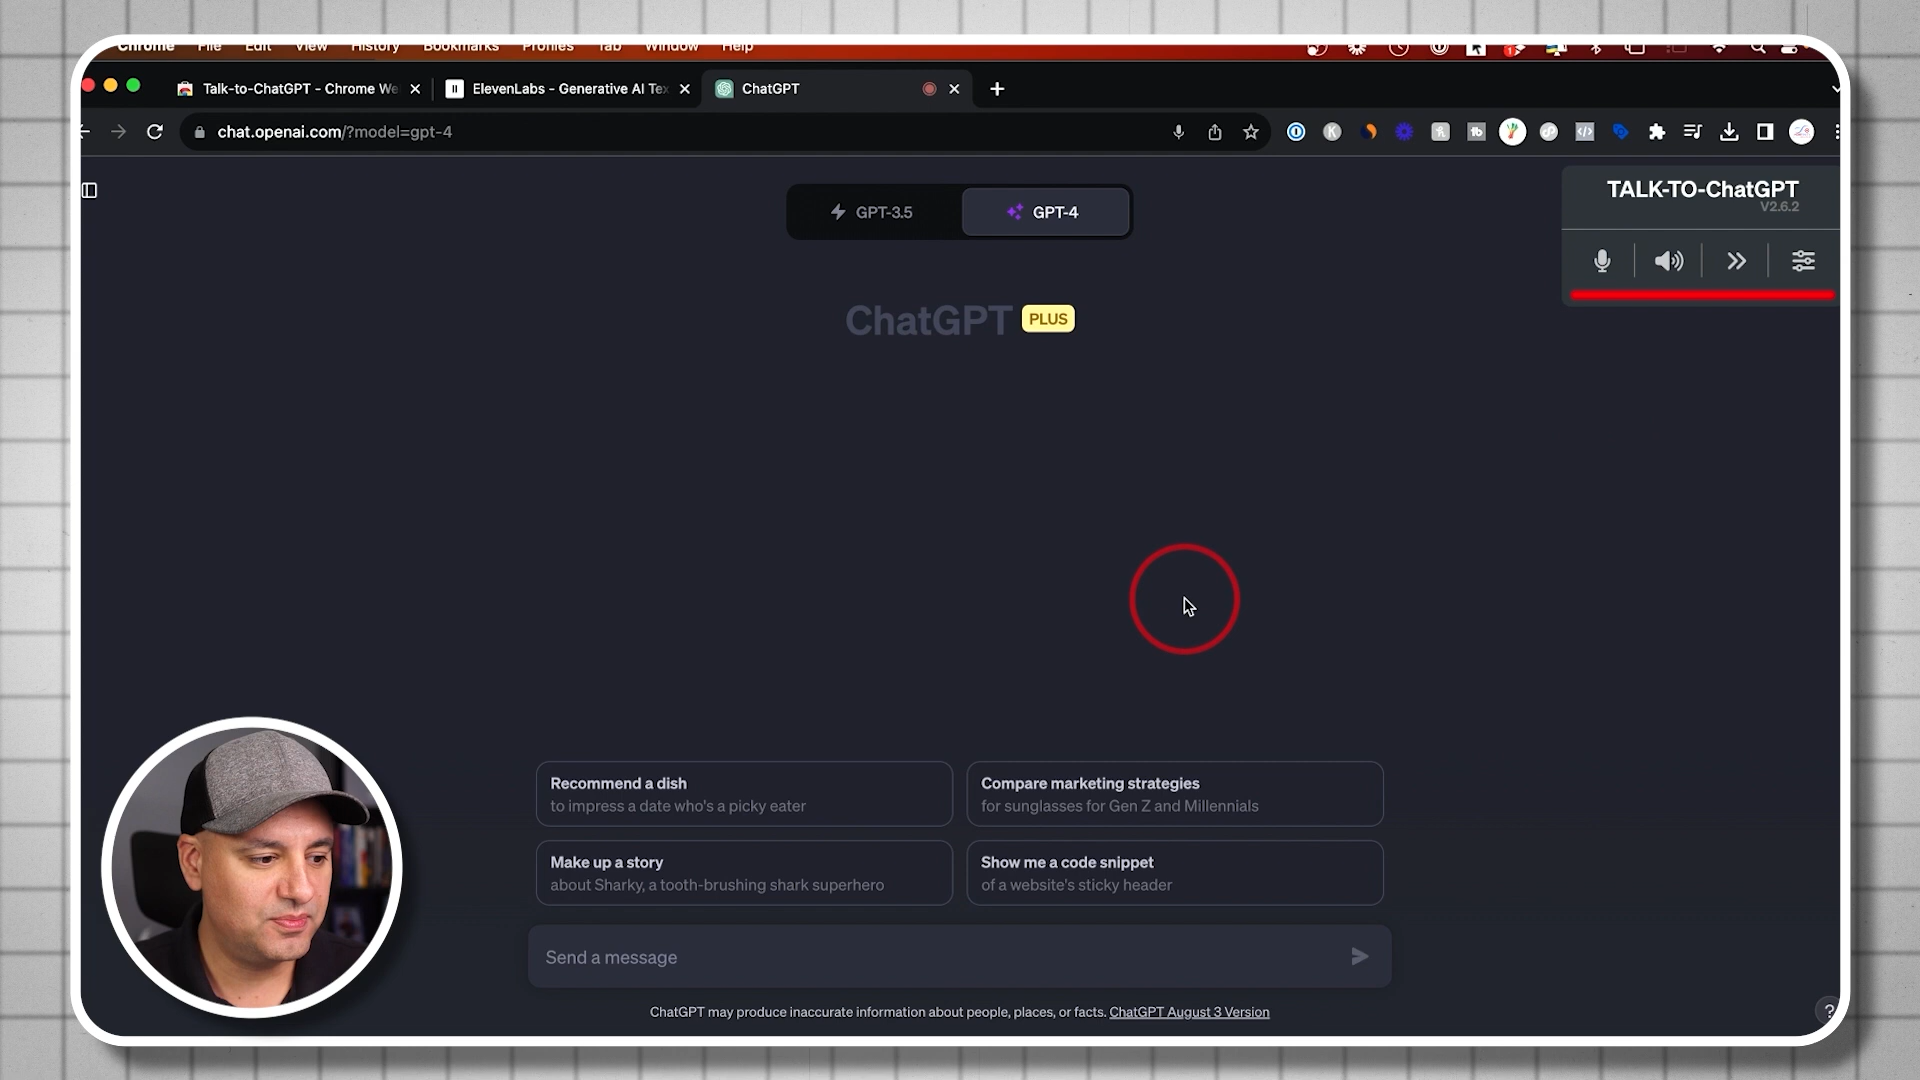 Chrome File Edit View History Bookmarks Profiles Tab Window Help
Talk-to-ChatGPT - Chrome We
ElevenLabs - Generative AI Tex
ChatGPT
chat.openai.com/?model=gpt-4
TALK-TO-ChatGPT
V2.6.2
GPT-3.5
GPT-4
ChatGPT PLUS
Recommend a dish
to impress a date who's a picky eater
Compare marketing strategies
for sunglasses for Gen Z and Millennials
Make up a story
about Sharky, a tooth-brushing shark superhero
Show me a code snippet
of a website's sticky header
Send a message
ChatGPT may produce inaccurate information about people, places, or facts. ChatGPT August 3 Version
?